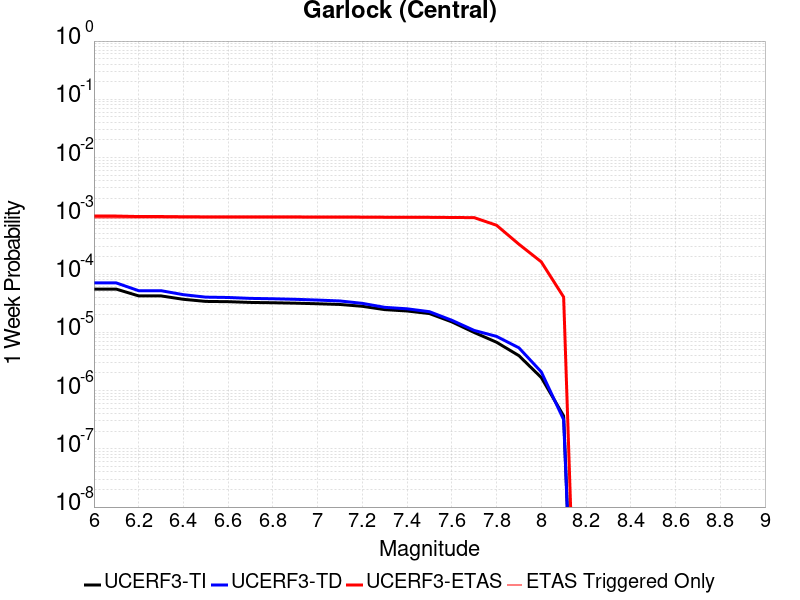 Garlock (Central)
10^0
10^-1
10^-2
10^-3
10^-4
10^-5
10^-6
10^-7
10^-8
1 Week Probability
6 6.2 6.4 6.6 6.8 7 7.2 7.4 7.6 7.8 8 8.2 8.4 8.6 8.8 9
Magnitude
UCERF3-TI UCERF3-TD UCERF3-ETAS ETAS Triggered Only